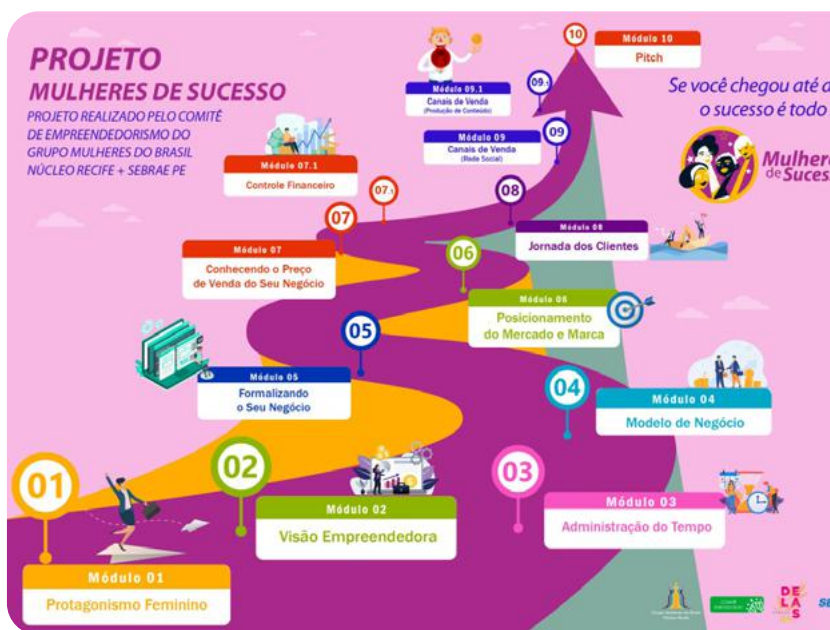 PROJETO
MULHERES DE SUCESSO
PROJETO REALIZADO PELO COMITÊ
DE EMPREENDEDORISMO DO
GRUPO MULHERES DO BRASIL
NÚCLEO RECIFE + SEBRAE PE
10
Módulo 10
Pitch
Se você chegou até a
o sucesso é todo
Mulhere
de Suces
Módulo 09.1
Canais de Venda
(Produção de Conteúdo)
09.1
Módulo 09
Canais de Venda
(Rede Social)
09
Módulo 07.1
Controle Financeiro
07.1
08
Módulo 08
Jornada dos Clientes
07
Módulo 07
Conhecendo o Preço
de Venda do Seu Negócio
06
Módulo 06
Posicionamento
do Mercado e Marca
05
Módulo 05
Formalizando
o Seu Negócio
04
Módulo 04
Modelo de Negócio
03
Módulo 03
Administração do Tempo
02
Módulo 02
Visão Empreendedora
01
Módulo 01
Protagonismo Feminino
DE
LAS
SE